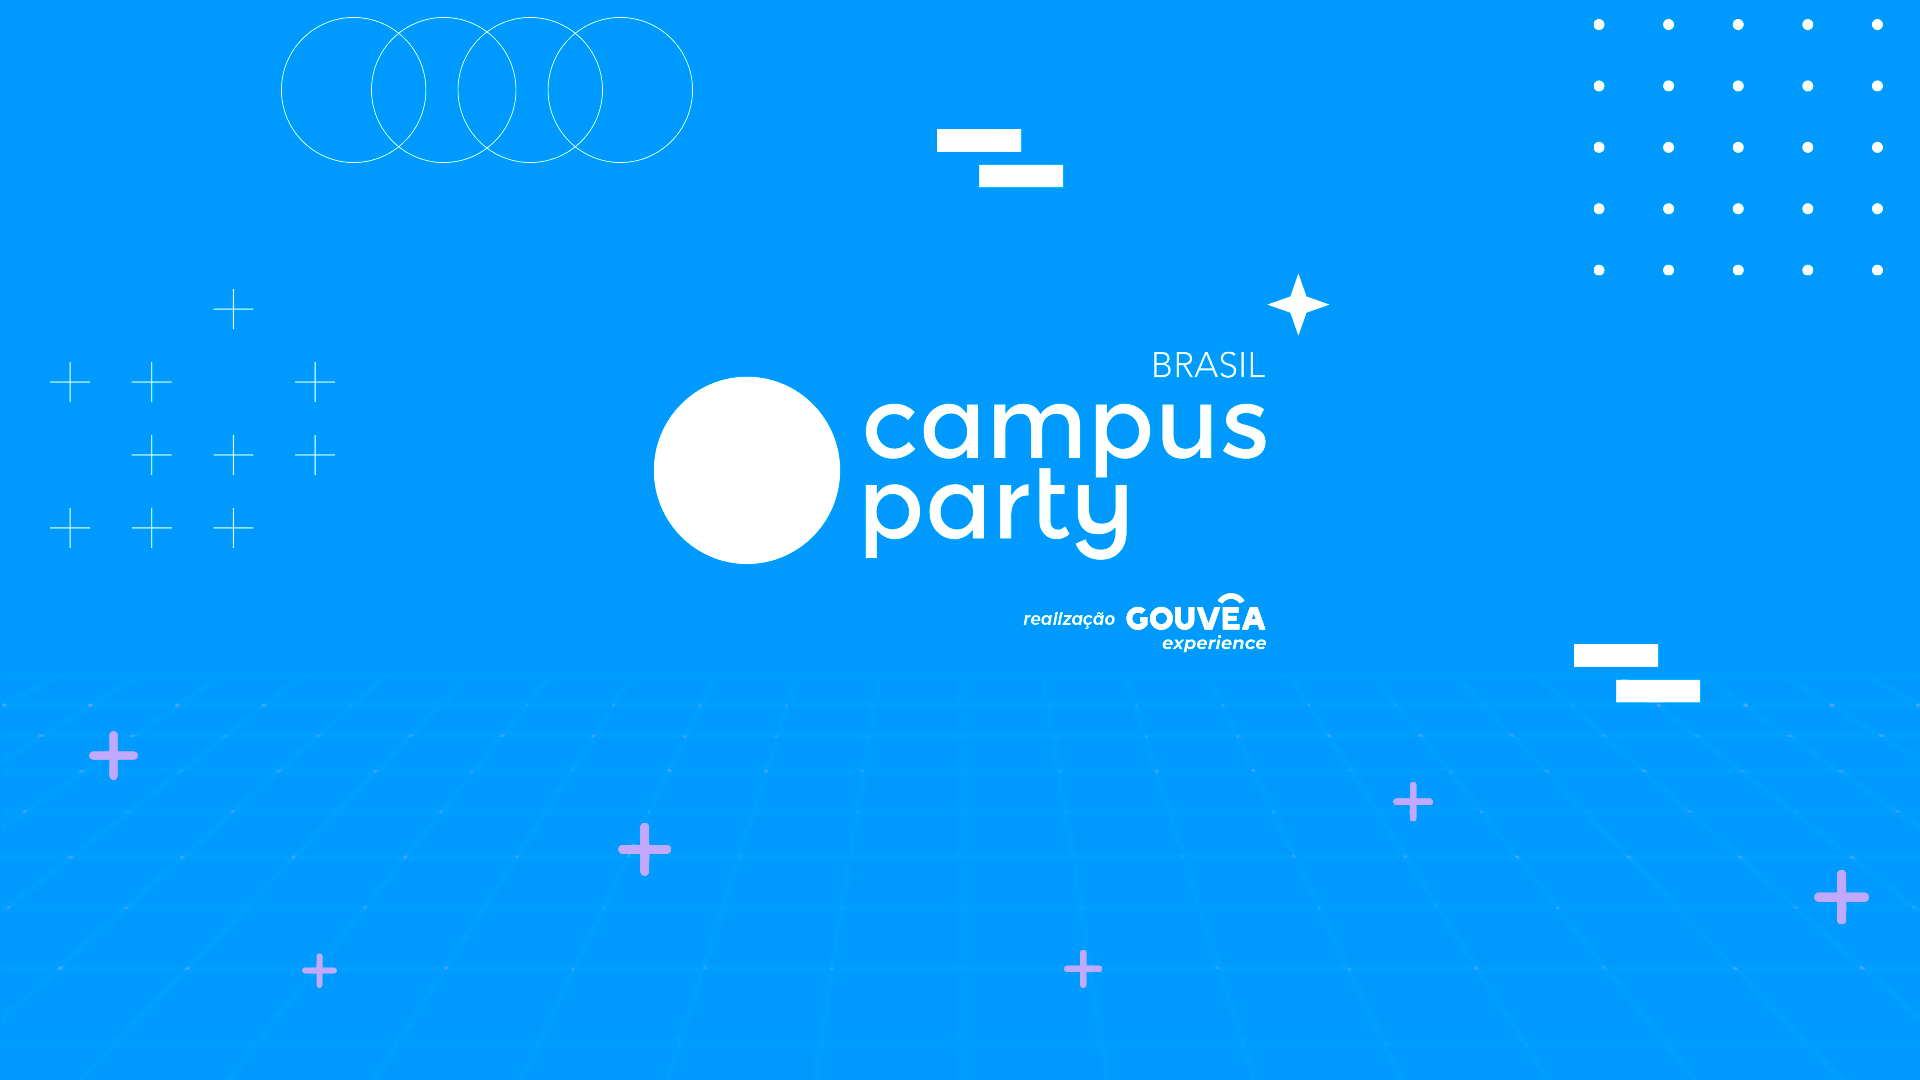 BRASIL
campus
party
realização GOUVÊA
experience